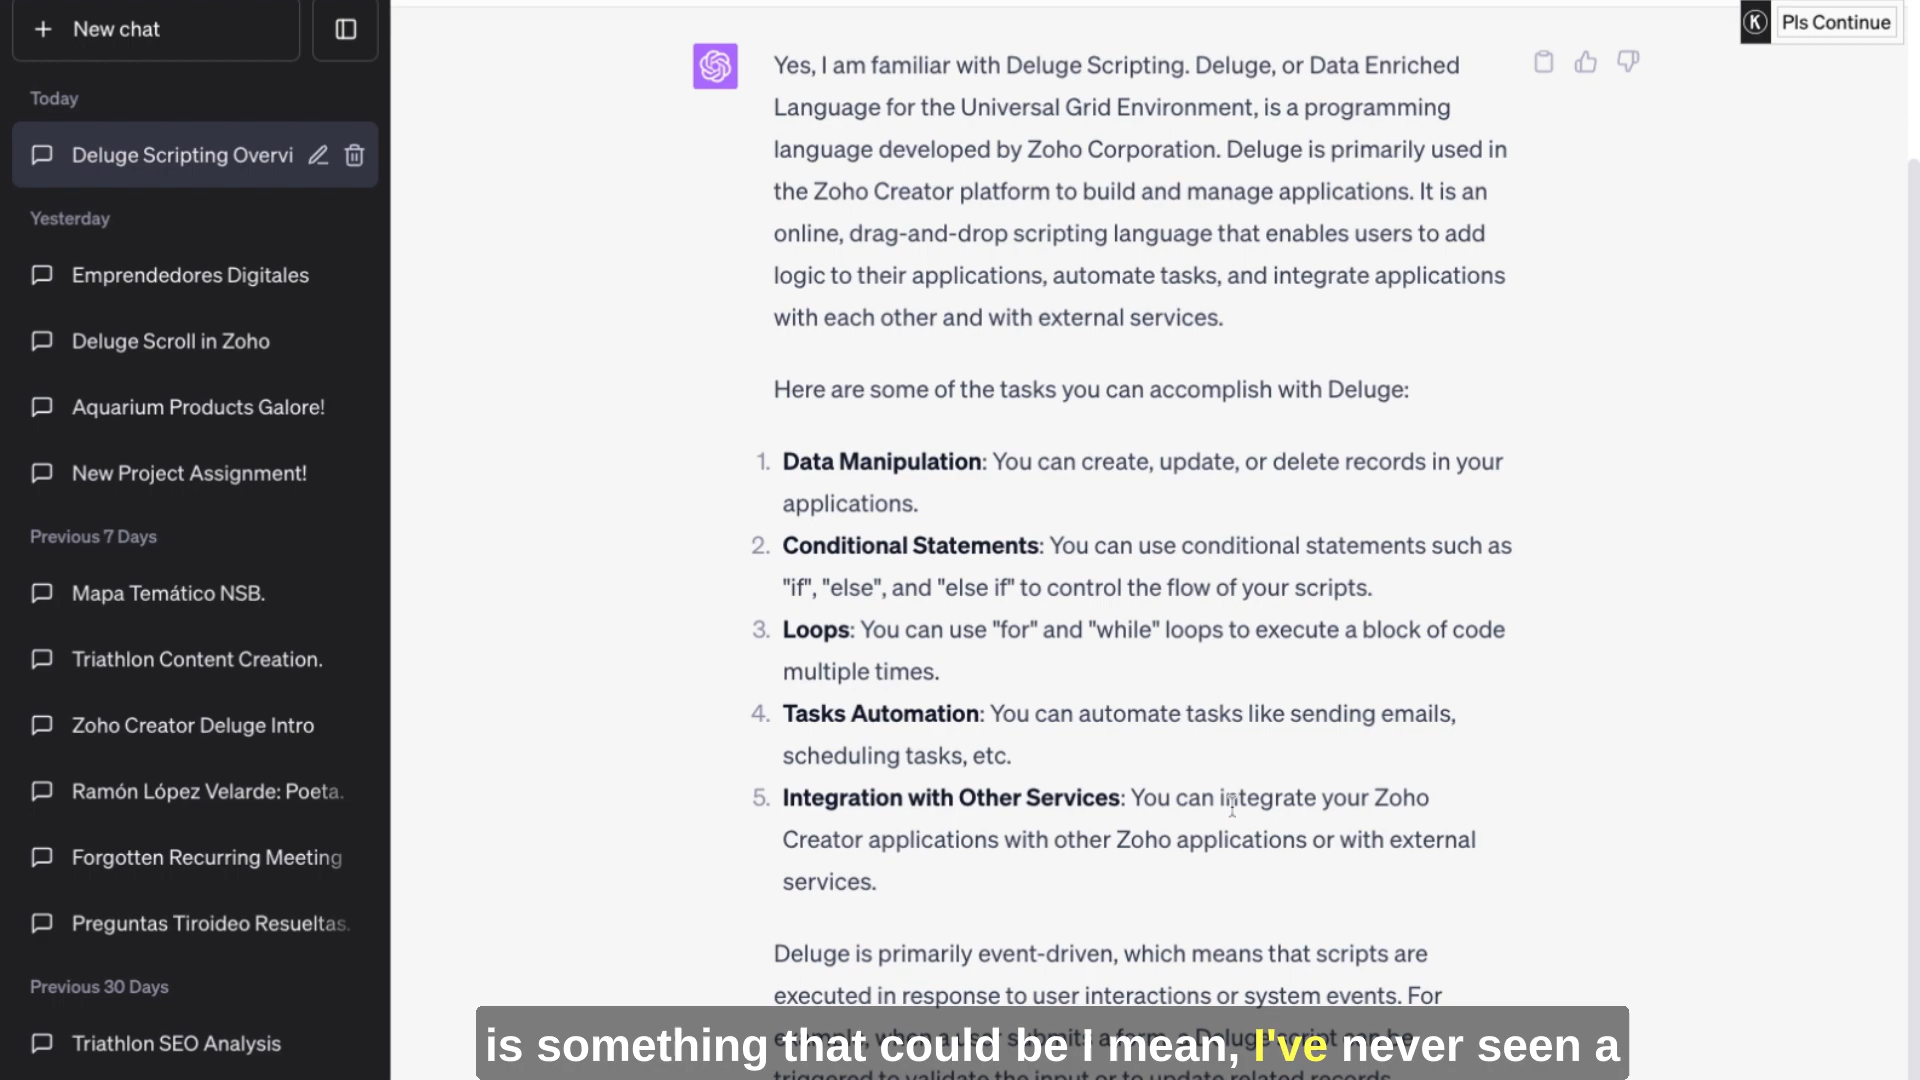 New chat
Today
Deluge Scripting Overvi
Yesterday
Emprendedores Digitales
Deluge Scroll in Zoho
Aquarium Products Galore!
New Project Assignment!
Previous 7 Days
Mapa Temático NSB.
Triathlon Content Creation.
Zoho Creator Deluge Intro
Ramón López Velarde: Poeta.
Forgotten Recurring Meeting
Preguntas Tiroideo Resueltas.
Previous 30 Days
Triathlon SEO Analysis
K Pls Continue
Yes, I am familiar with Deluge Scripting. Deluge, or Data Enriched
Language for the Universal Grid Environment, is a programming
language developed by Zoho Corporation. Deluge is primarily used in
the Zoho Creator platform to build and manage applications. It is an
online, drag-and-drop scripting language that enables users to add
logic to their applications, automate tasks, and integrate applications
with each other and with external services.
Here are some of the tasks you can accomplish with Deluge:
1. Data Manipulation: You can create, update, or delete records in your
applications.
2. Conditional Statements: You can use conditional statements such as
"if", "else", and "else if" to control the flow of your scripts.
3. Loops: You can use "for" and "while" loops to execute a block of code
multiple times.
4. Tasks Automation: You can automate tasks like sending emails,
scheduling tasks, etc.
5. Integration with Other Services: You can integrate your Zoho
Creator applications with other Zoho applications or with external
services.
Deluge is primarily event-driven, which means that scripts are
executed in response to user interactions or system events. For
is something that could be I mean, I've never seen a
triggered to validate the input or to update related records.